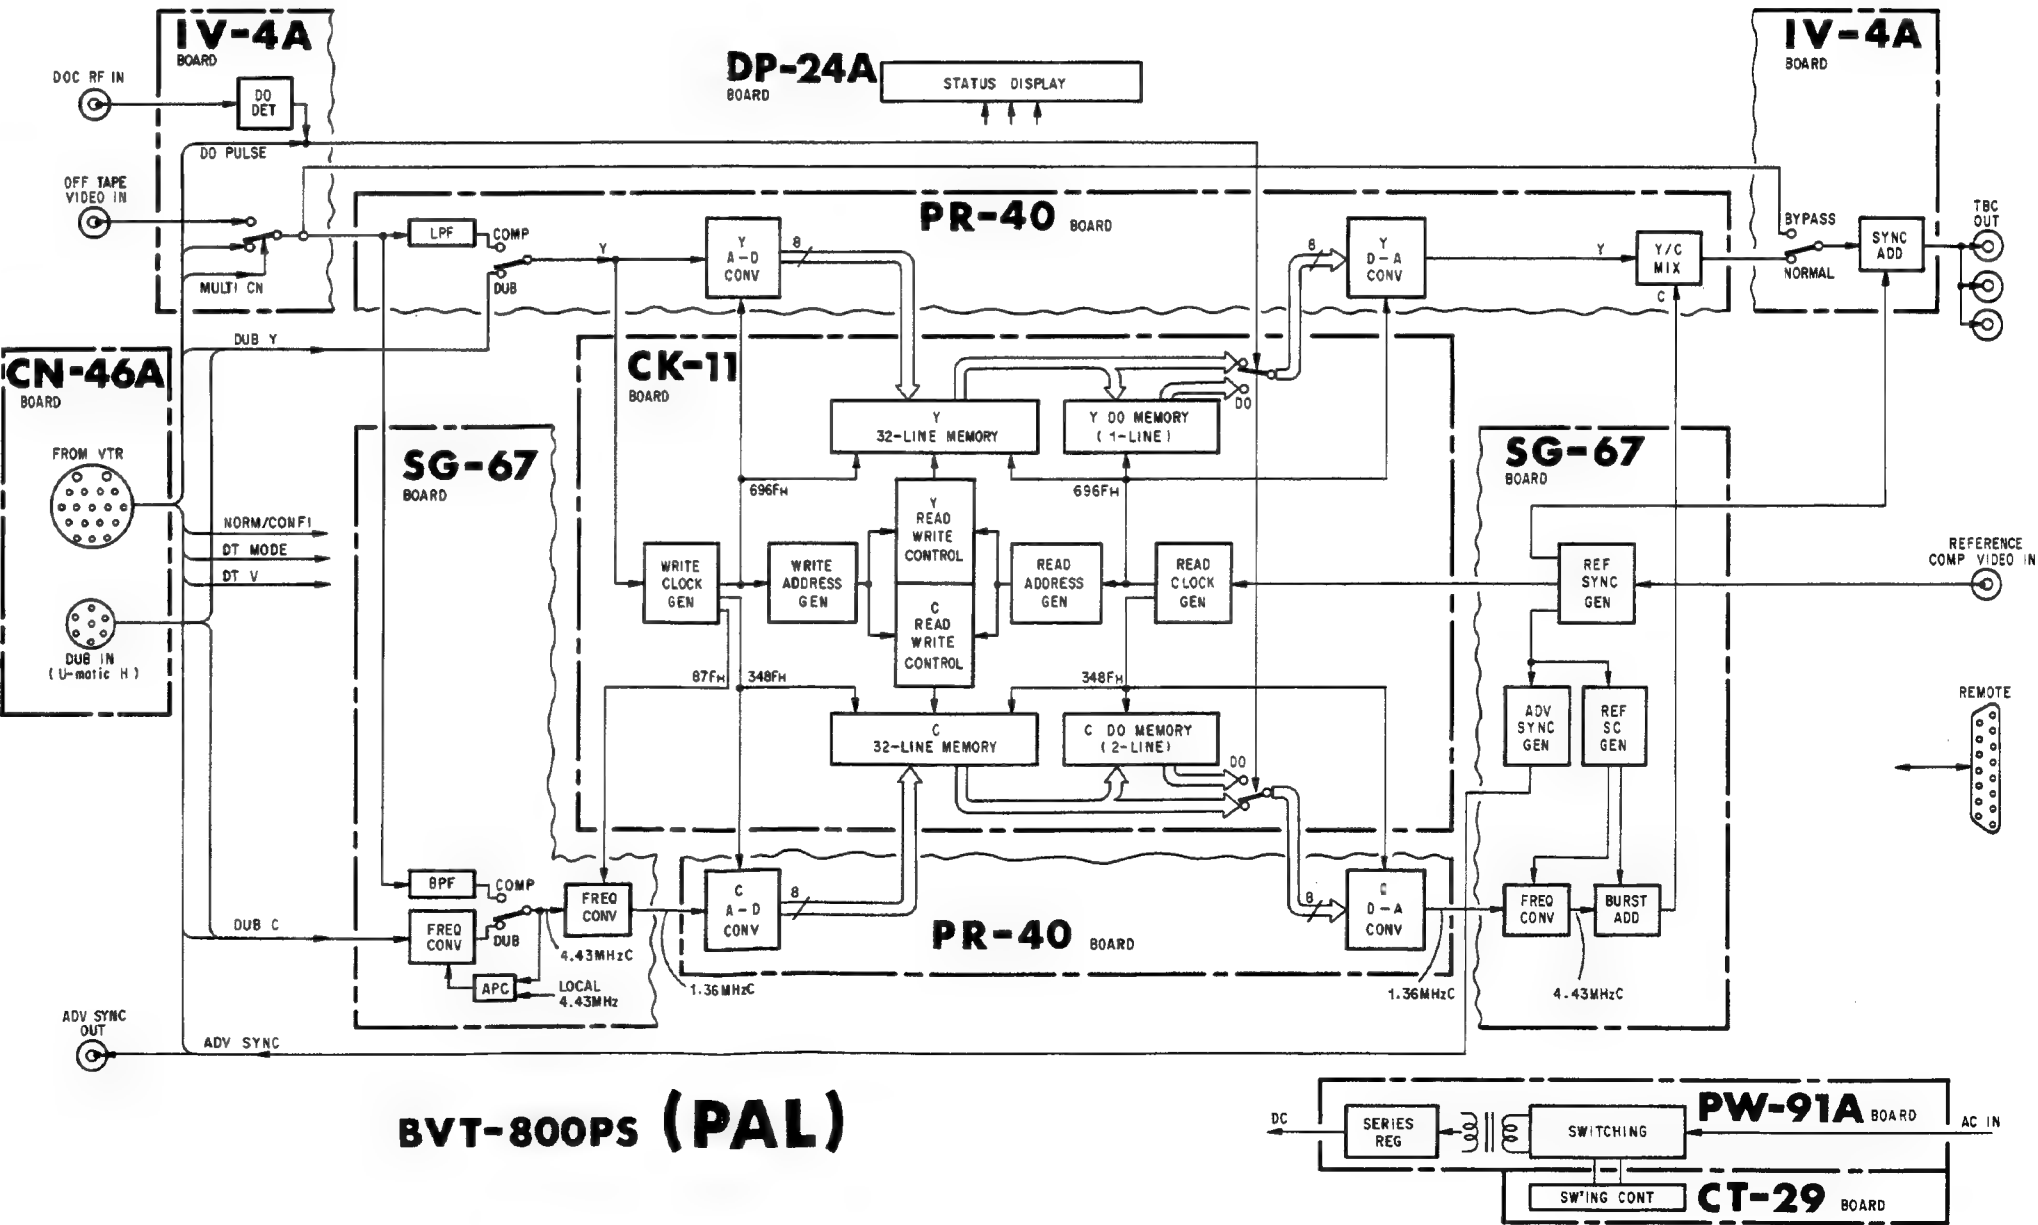 IV-4A
BOARD
DOC RF IN
DO
DET
DO PULSE
OFF TAPE
VIDEO IN
MULTI CN
DP-24A
BOARD
STATUS DISPLAY
IV-4A
BOARD
TBC
OUT
BYPASS
NORMAL
SYNC
ADD
PR-40 BOARD
LPF
COMP
DUB
Y
Y
A-D
CONV
8
8
Y
D-A
CONV
Y
Y/C
MIX
C
DUB Y
CN-46A
BOARD
FROM VTR
NORM/CONFI
DT MODE
DT V
DUB IN
(U-matic H)
CK-11
BOARD
Y
32-LINE MEMORY
Y DO MEMORY
(1-LINE)
DO
696FH
696FH
Y
READ
WRITE
CONTROL
C
READ
WRITE
CONTROL
WRITE
CLOCK
GEN
WRITE
ADDRESS
GEN
READ
ADDRESS
GEN
READ
CLOCK
GEN
87FH
348FH
348FH
C
32-LINE MEMORY
C DO MEMORY
(2-LINE)
DO
SG-67
BOARD
BPF
COMP
FREQ
CONV
DUB
FREQ
CONV
APC
LOCAL
4.43MHz
4.43MHzC
1.36MHzC
DUB C
C
A-D
CONV
8
PR-40 BOARD
8
C
D-A
CONV
1.36MHzC
SG-67
BOARD
REF
SYNC
GEN
ADV
SYNC
GEN
REF
SC
GEN
FREQ
CONV
BURST
ADD
4.43MHzC
REFERENCE
COMP VIDEO IN
REMOTE
ADV SYNC
OUT
ADV SYNC
BVT-800PS (PAL)
DC
SERIES
REG
SWITCHING
PW-91A BOARD
AC IN
SW'ING CONT
CT-29 BOARD